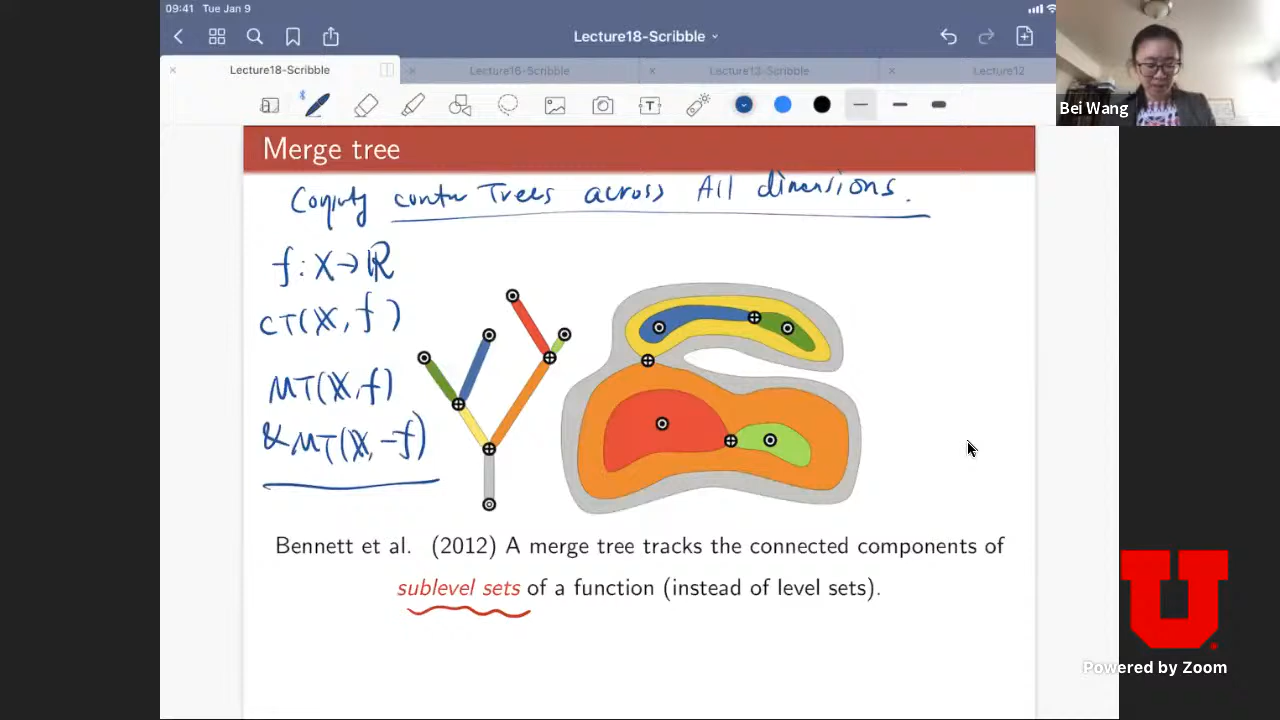 09:41 Tue Jan 9
Lecture18-Scribble
Bei Wang
Lecture18-Scribble
Lecture16-Scribble
Lecture13-Scribble
Lecture12
T
Merge tree
Trees across All dimensions.
f: X→ℝ
CT(X, f)
MT(X, f)
& MT(X, -f)
Bennett et al. (2012) A merge tree tracks the connected components of
sublevel sets of a function (instead of level sets).
U
Powered by Zoom